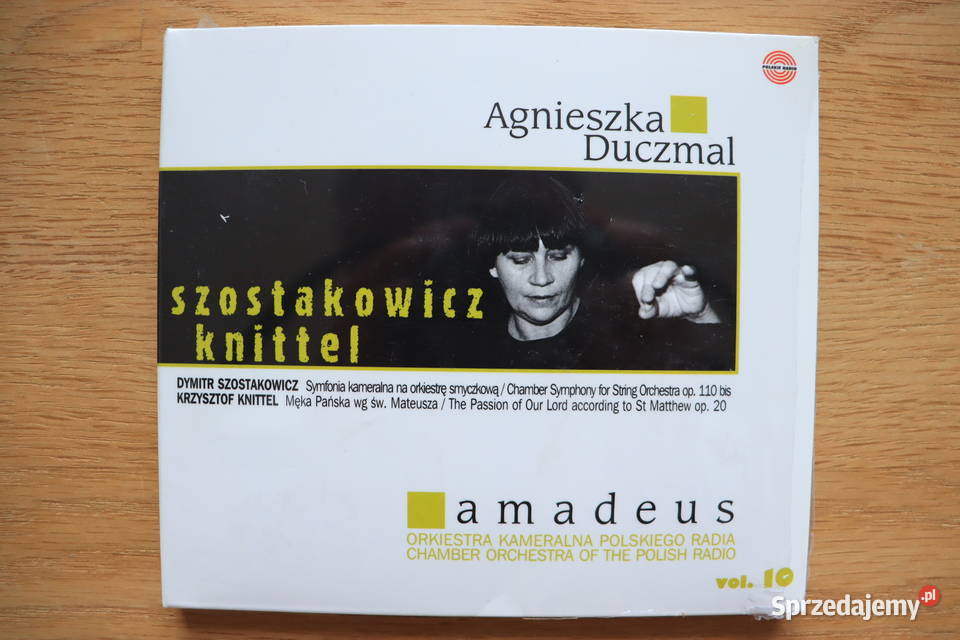 POLSKIE RADIO
Agnieszka
Duczmal
szostakowicz
knittel
DYMITR SZOSTAKOWICZ Symfonia kameralna na orkiestrę smyczkową / Chamber Symphony for String Orchestra op. 110 bis
KRZYSZTOF KNITTEL Męka Pańska wg św. Mateusza / The Passion of Our Lord according to St Matthew op. 20
amadeus
ORKIESTRA KAMERALNA POLSKIEGO RADIA
CHAMBER ORCHESTRA OF THE POLISH RADIO
vol. 10
Sprzedajemy.pl